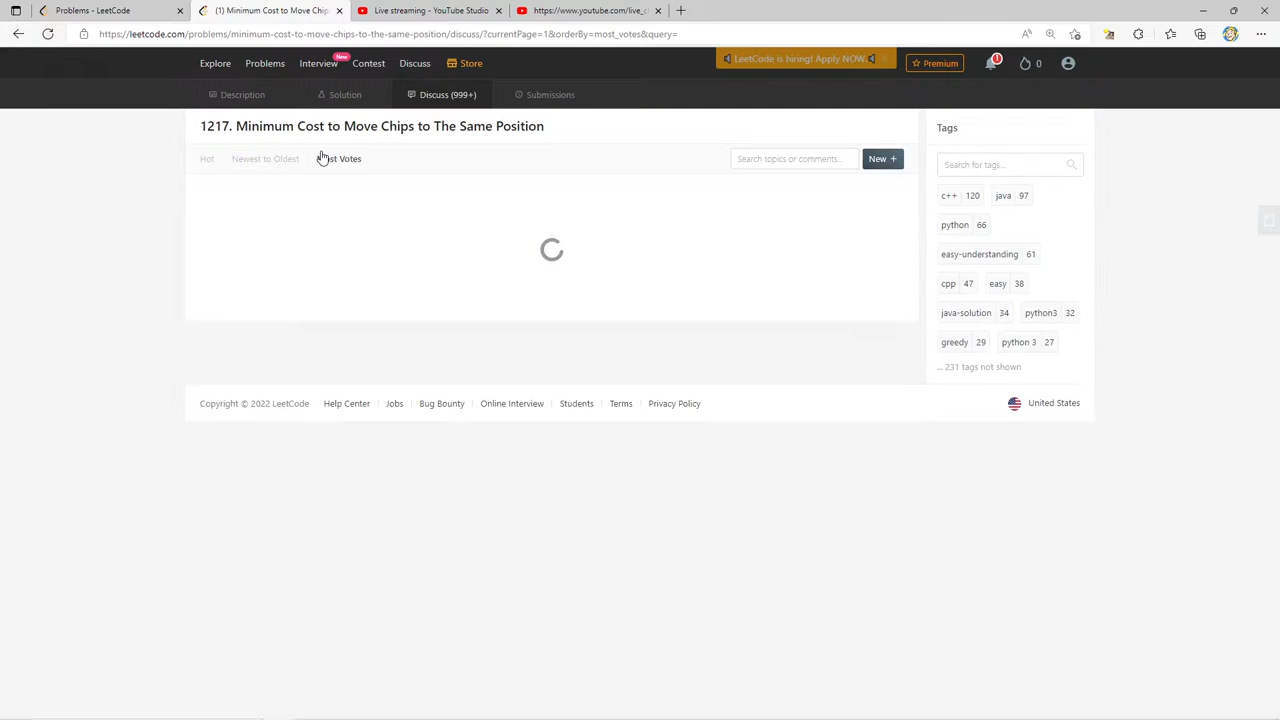 Problems - LeetCode
(1) Minimum Cost to Move Chip
Live streaming - YouTube Studio
https://www.youtube.com/live_c
https://leetcode.com/problems/minimum-cost-to-move-chips-to-the-same-position/discuss/?currentPage=1&orderBy=most_votes&query=
Explore
Problems
Interview
New
Contest
Discuss
Store
LeetCode is hiring! Apply NOW.
Premium
1
0
Description
Solution
Discuss (999+)
Submissions
1217. Minimum Cost to Move Chips to The Same Position
Hot
Newest to Oldest
Votes
Search topics or comments...
New +
Tags
Search for tags...
c++ 120
java 97
python 66
easy-understanding 61
cpp 47
easy 38
java-solution 34
python3 32
greedy 29
python 3 27
... 231 tags not shown
Copyright © 2022 LeetCode
Help Center
Jobs
Bug Bounty
Online Interview
Students
Terms
Privacy Policy
United States